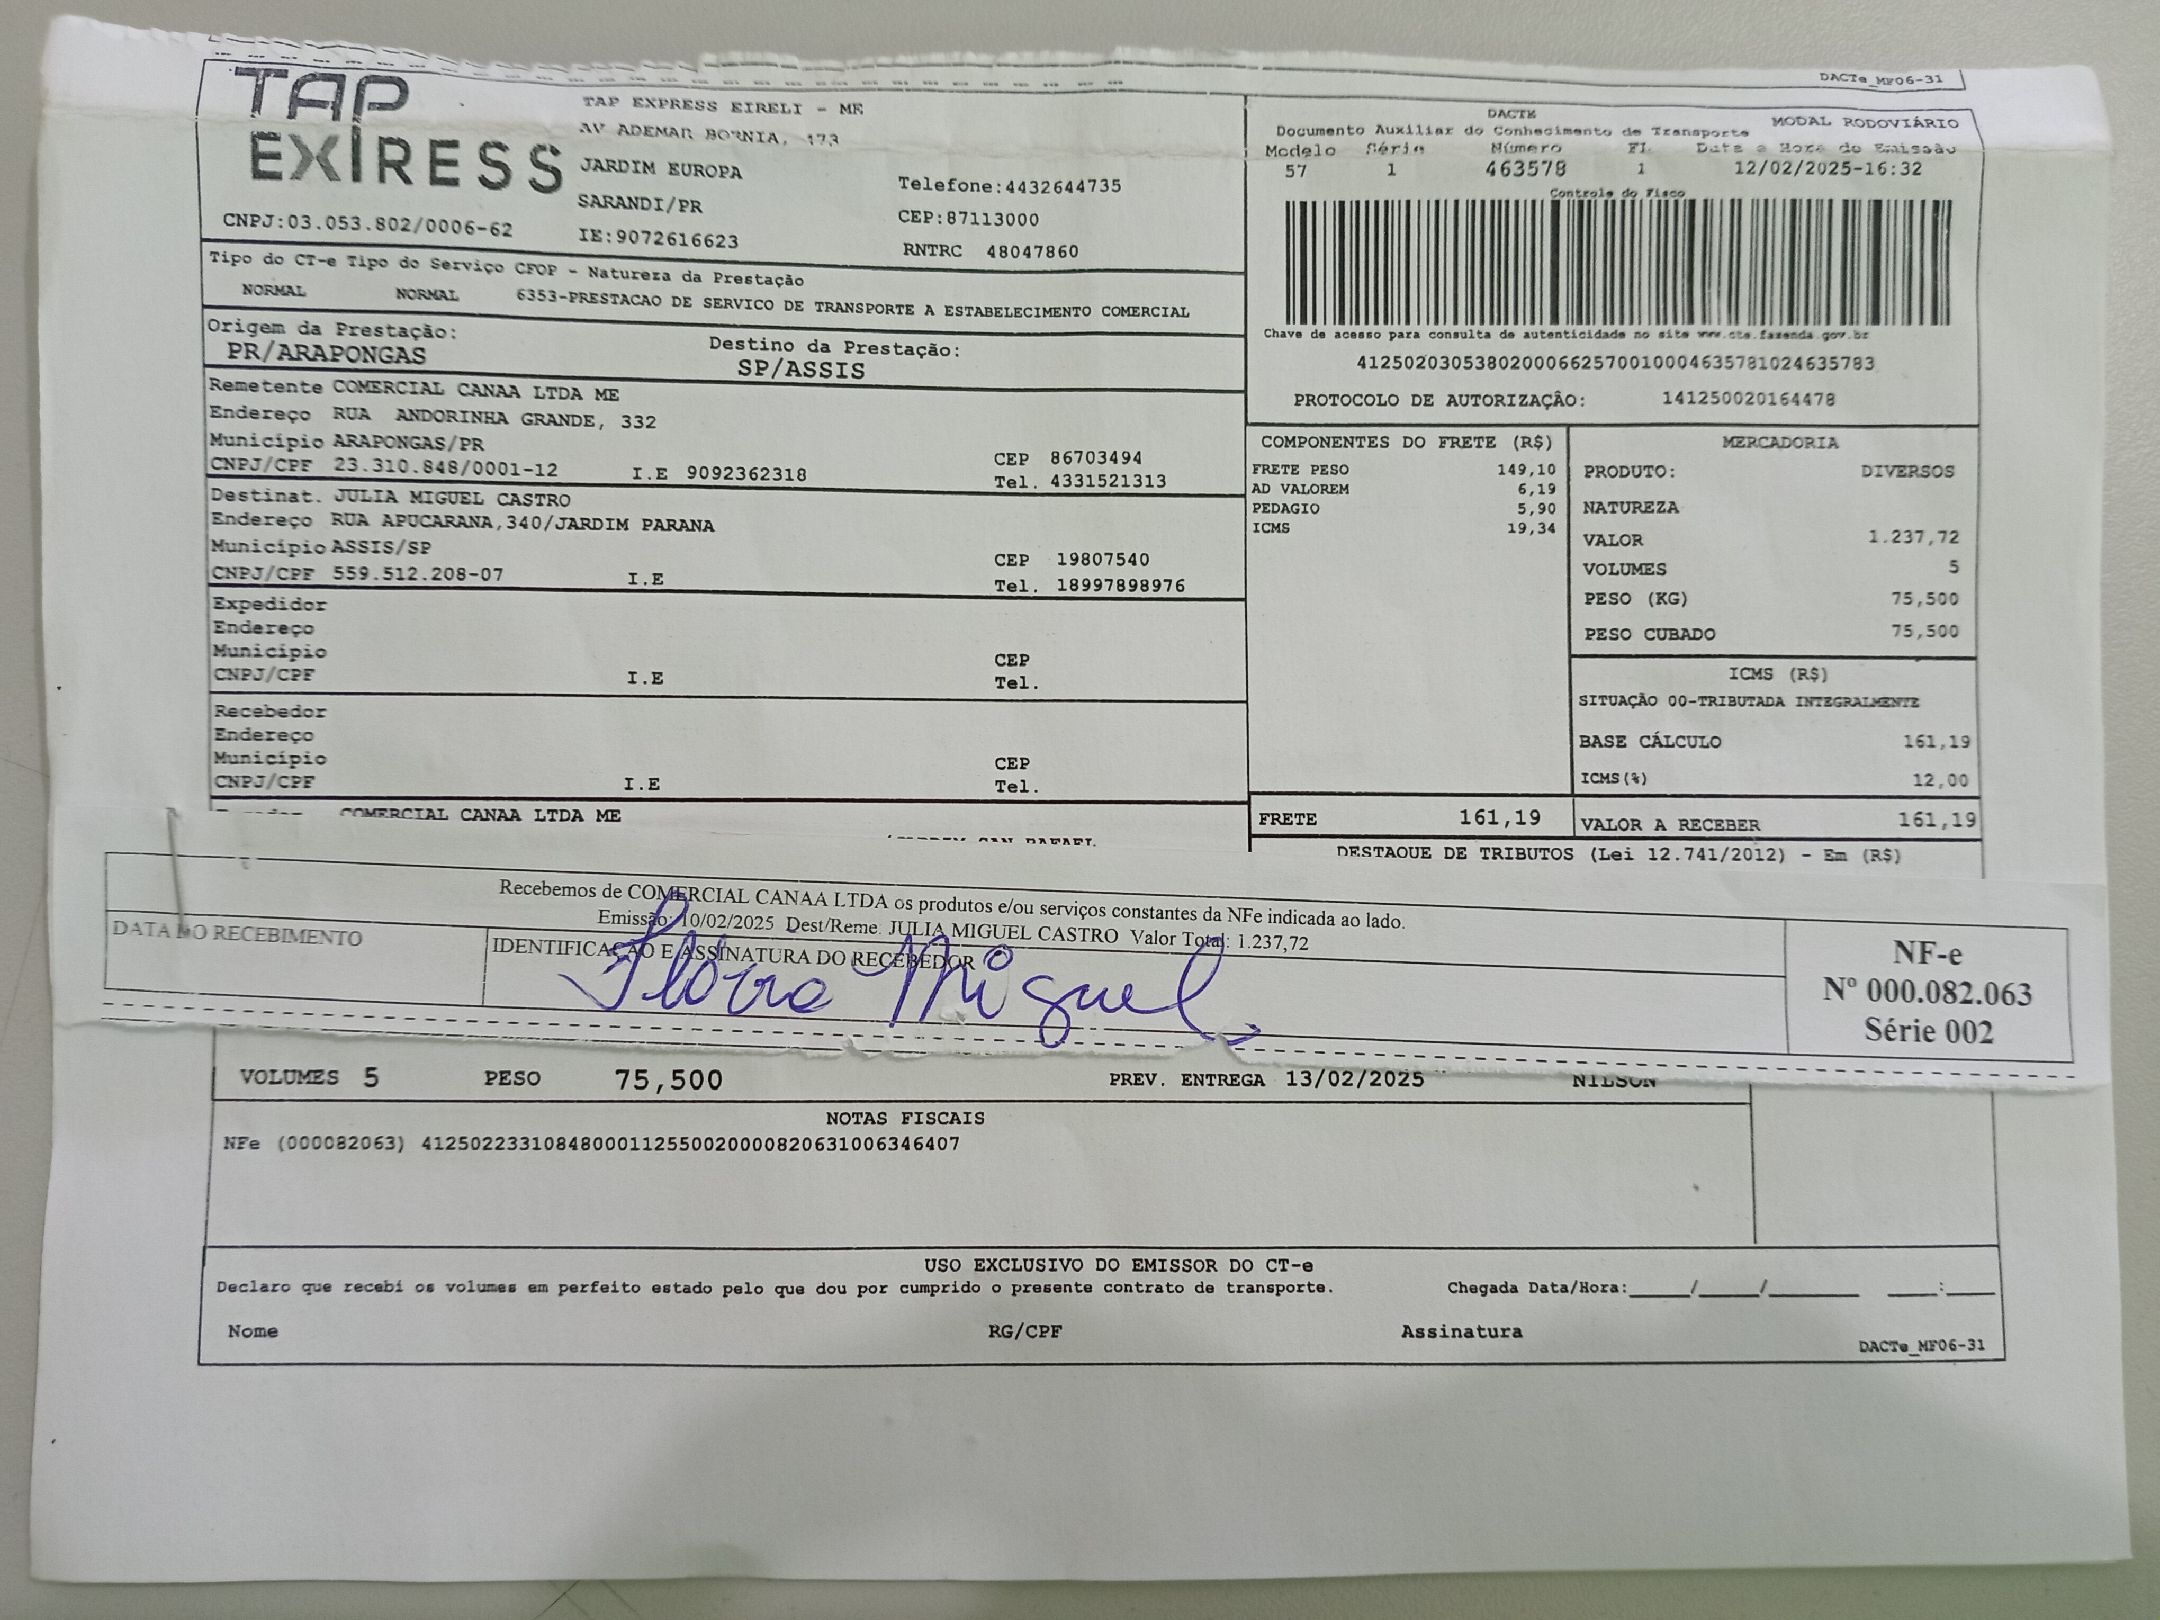 DACTe_MF06-31
TAP
EXPRESS
TAP EXPRESS EIRELI - ME
AV ADEMAR BORNIA, 173
JARDIM EUROPA
SARANDI/PR
IE:9072616623
CNPJ:03.053.802/0006-62
Telefone:4432644735
CEP:87113000
RNTRC 48047860
DACTE
MODAL RODOVIÁRIO
Documento Auxiliar do Conhecimento de Transporte
Modelo Série Número FL Data e Hora de Emissão
57 1 463578 1 12/02/2025-16:32
Controle do Fisco
Chave de acesso para consulta de autenticidade no site www.cte.fazenda.gov.br
41250203053802000662570010004635781024635783
PROTOCOLO DE AUTORIZAÇÃO: 141250020164478
Tipo do CT-e Tipo do Serviço CFOP - Natureza da Prestação
NORMAL NORMAL 6353-PRESTACAO DE SERVICO DE TRANSPORTE A ESTABELECIMENTO COMERCIAL
Origem da Prestação:
PR/ARAPONGAS
Destino da Prestação:
SP/ASSIS
Remetente COMERCIAL CANAA LTDA ME
Endereço RUA ANDORINHA GRANDE, 332
Município ARAPONGAS/PR CEP 86703494
CNPJ/CPF 23.310.848/0001-12 I.E 9092362318 Tel. 4331521313
Destinat. JULIA MIGUEL CASTRO
Endereço RUA APUCARANA,340/JARDIM PARANA
Município ASSIS/SP CEP 19807540
CNPJ/CPF 559.512.208-07 I.E Tel. 18997898976
Expedidor
Endereço
Município CEP
CNPJ/CPF I.E Tel.
Recebedor
Endereço
Município CEP
CNPJ/CPF I.E Tel.
COMERCIAL CANAA LTDA ME
SAN RAFAEL
COMPONENTES DO FRETE (R$)
FRETE PESO 149,10
AD VALOREM 6,19
PEDAGIO 5,90
ICMS 19,34
FRETE 161,19
MERCADORIA
PRODUTO: DIVERSOS
NATUREZA
VALOR 1.237,72
VOLUMES 5
PESO (KG) 75,500
PESO CUBADO 75,500
ICMS (R$)
SITUAÇÃO 00-TRIBUTADA INTEGRALMENTE
BASE CÁLCULO 161,19
ICMS(%) 12,00
VALOR A RECEBER 161,19
DESTAQUE DE TRIBUTOS (Lei 12.741/2012) - Em (R$)
Recebemos de COMERCIAL CANAA LTDA os produtos e/ou serviços constantes da NFe indicada ao lado.
Emissão: 10/02/2025 Dest/Reme: JULIA MIGUEL CASTRO Valor Total: 1.237,72
DATA DO RECEBIMENTO
IDENTIFICAÇÃO E ASSINATURA DO RECEBEDOR
Miguel
NF-e
Nº 000.082.063
Série 002
VOLUMES 5 PESO 75,500 PREV. ENTREGA 13/02/2025 NILSON
NOTAS FISCAIS
NFe (000082063) 41250223310848000112550020000820631006346407
USO EXCLUSIVO DO EMISSOR DO CT-e
Declaro que recebi os volumes em perfeito estado pelo que dou por cumprido o presente contrato de transporte. Chegada Data/Hora:_____/_____/_________ _____:_____
Nome RG/CPF Assinatura
DACTe_MF06-31